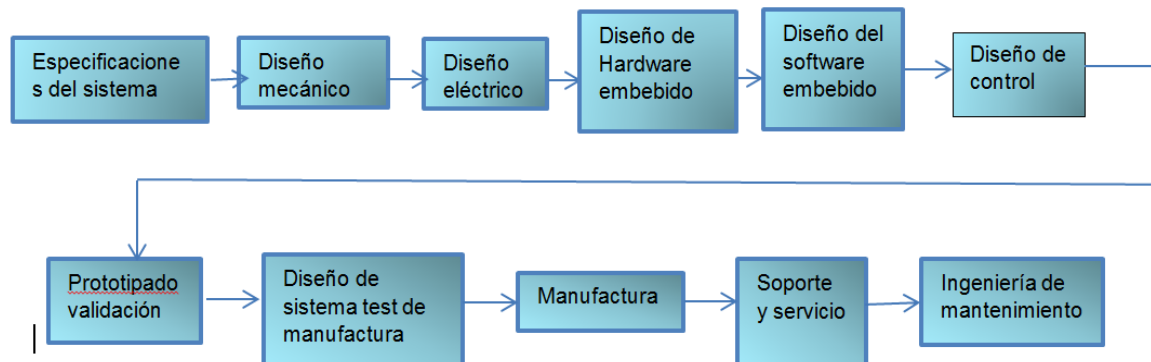 Especificacione
s del sistema
Diseño
mecánico
Diseño
eléctrico
Diseño de
Hardware
embebido
Diseño del
software
embebido
Diseño de
control
Prototipado
validación
Diseño de
sistema test de
manufactura
Manufactura
Soporte
y servicio
Ingeniería de
mantenimiento